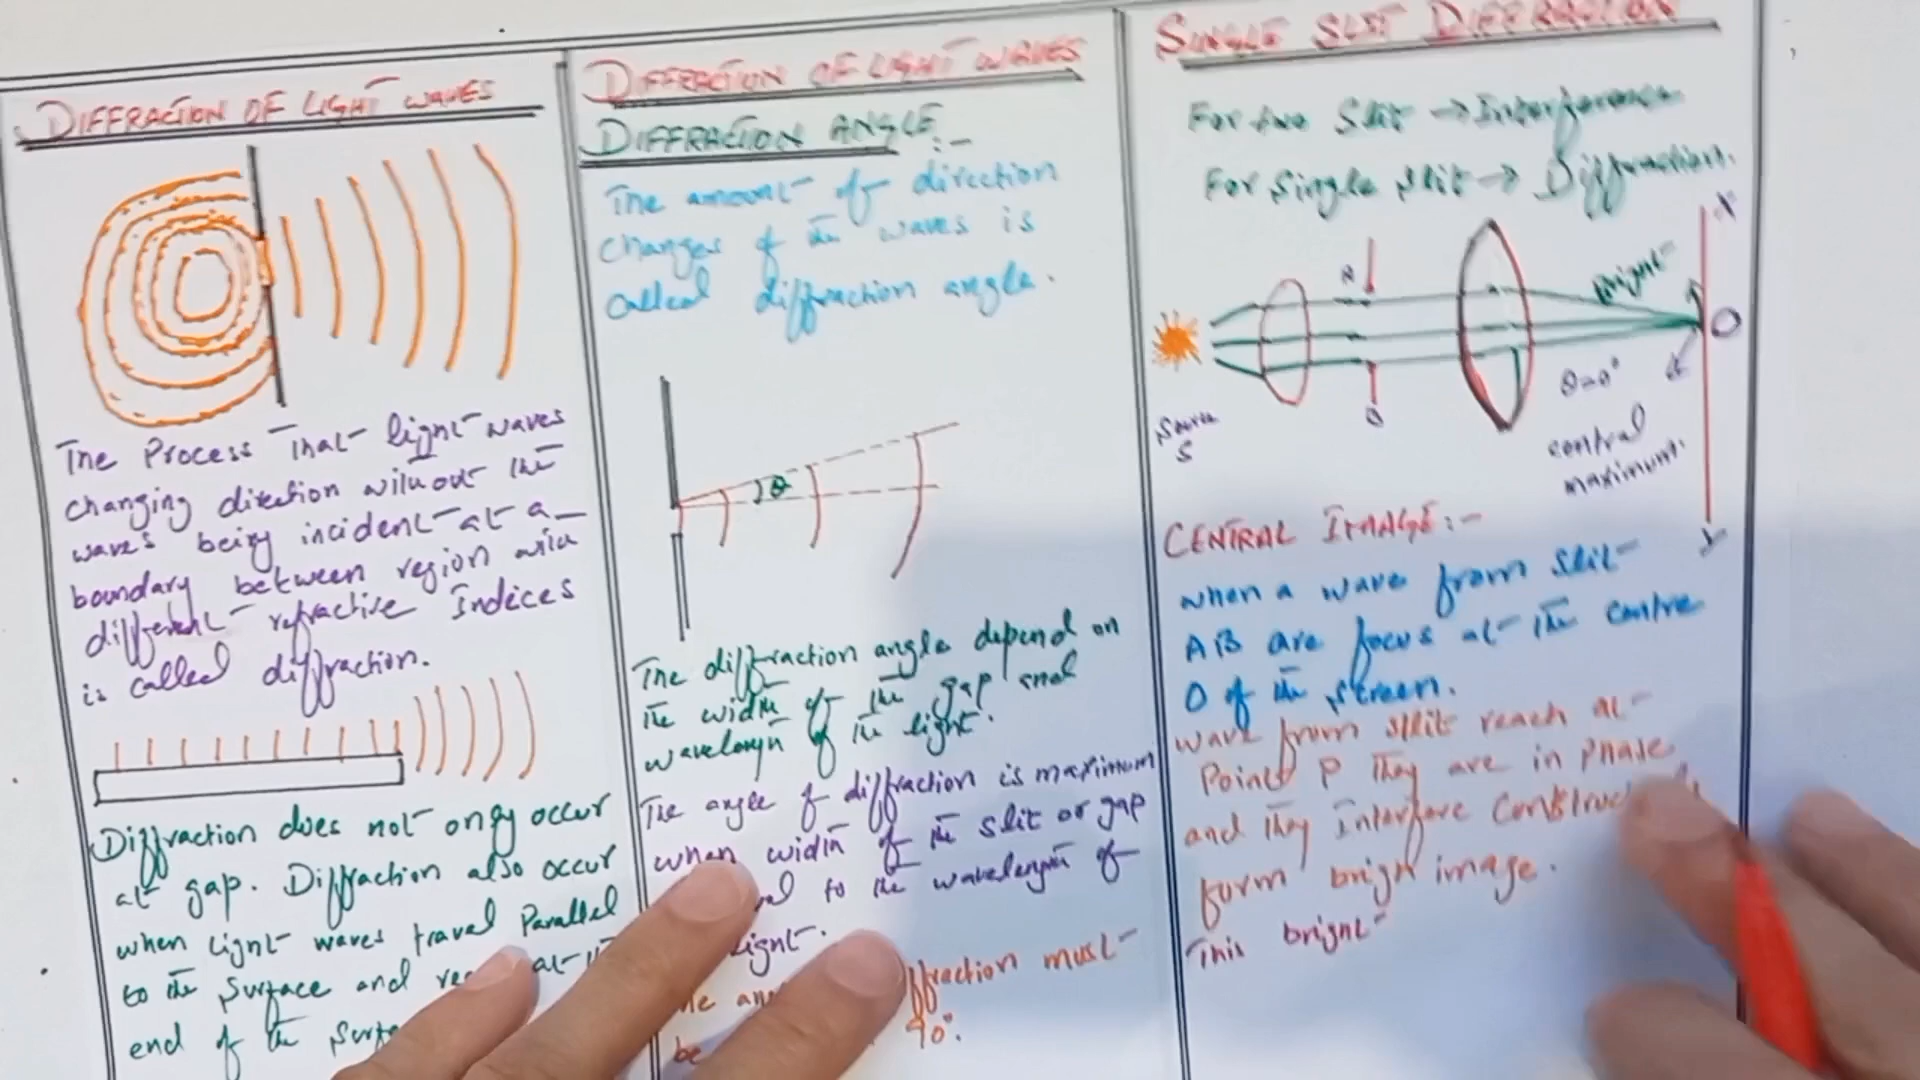 DIFFRACTION OF LIGHT WAVES
The Process That light waves
changing direction without the
waves being incident at a
boundary between region with
different refractive Indices
is called diffraction.
Diffraction does not only occur
at gap. Diffraction also occur
when light waves travel Parallel
to the Surface and at
end of the
DIFFRACTION OF LIGHT WAVES
DIFFRACTION ANGLE:-
The amount of direction
changes of the waves is
called diffraction angle.
θ
The diffraction angle depend on
the width of the gap and
wavelength of the light.
The angle of diffraction is maximum
when width of the slit or gap
to the wavelength of
light.
must
be 90°.
SINGLE SLIT DIFFRACTION
For two Slit → Interference
For Single Slit → Diffraction.
X
A
Bright
O
θ=0°
Source
S
central
maximum.
Y
CENTRAL IMAGE:-
when a wave from slit
AB are focus at the centre
O of the screen.
wave from slit reach at
Point P They are in phase
and they Interfere
form bright image.
This bright